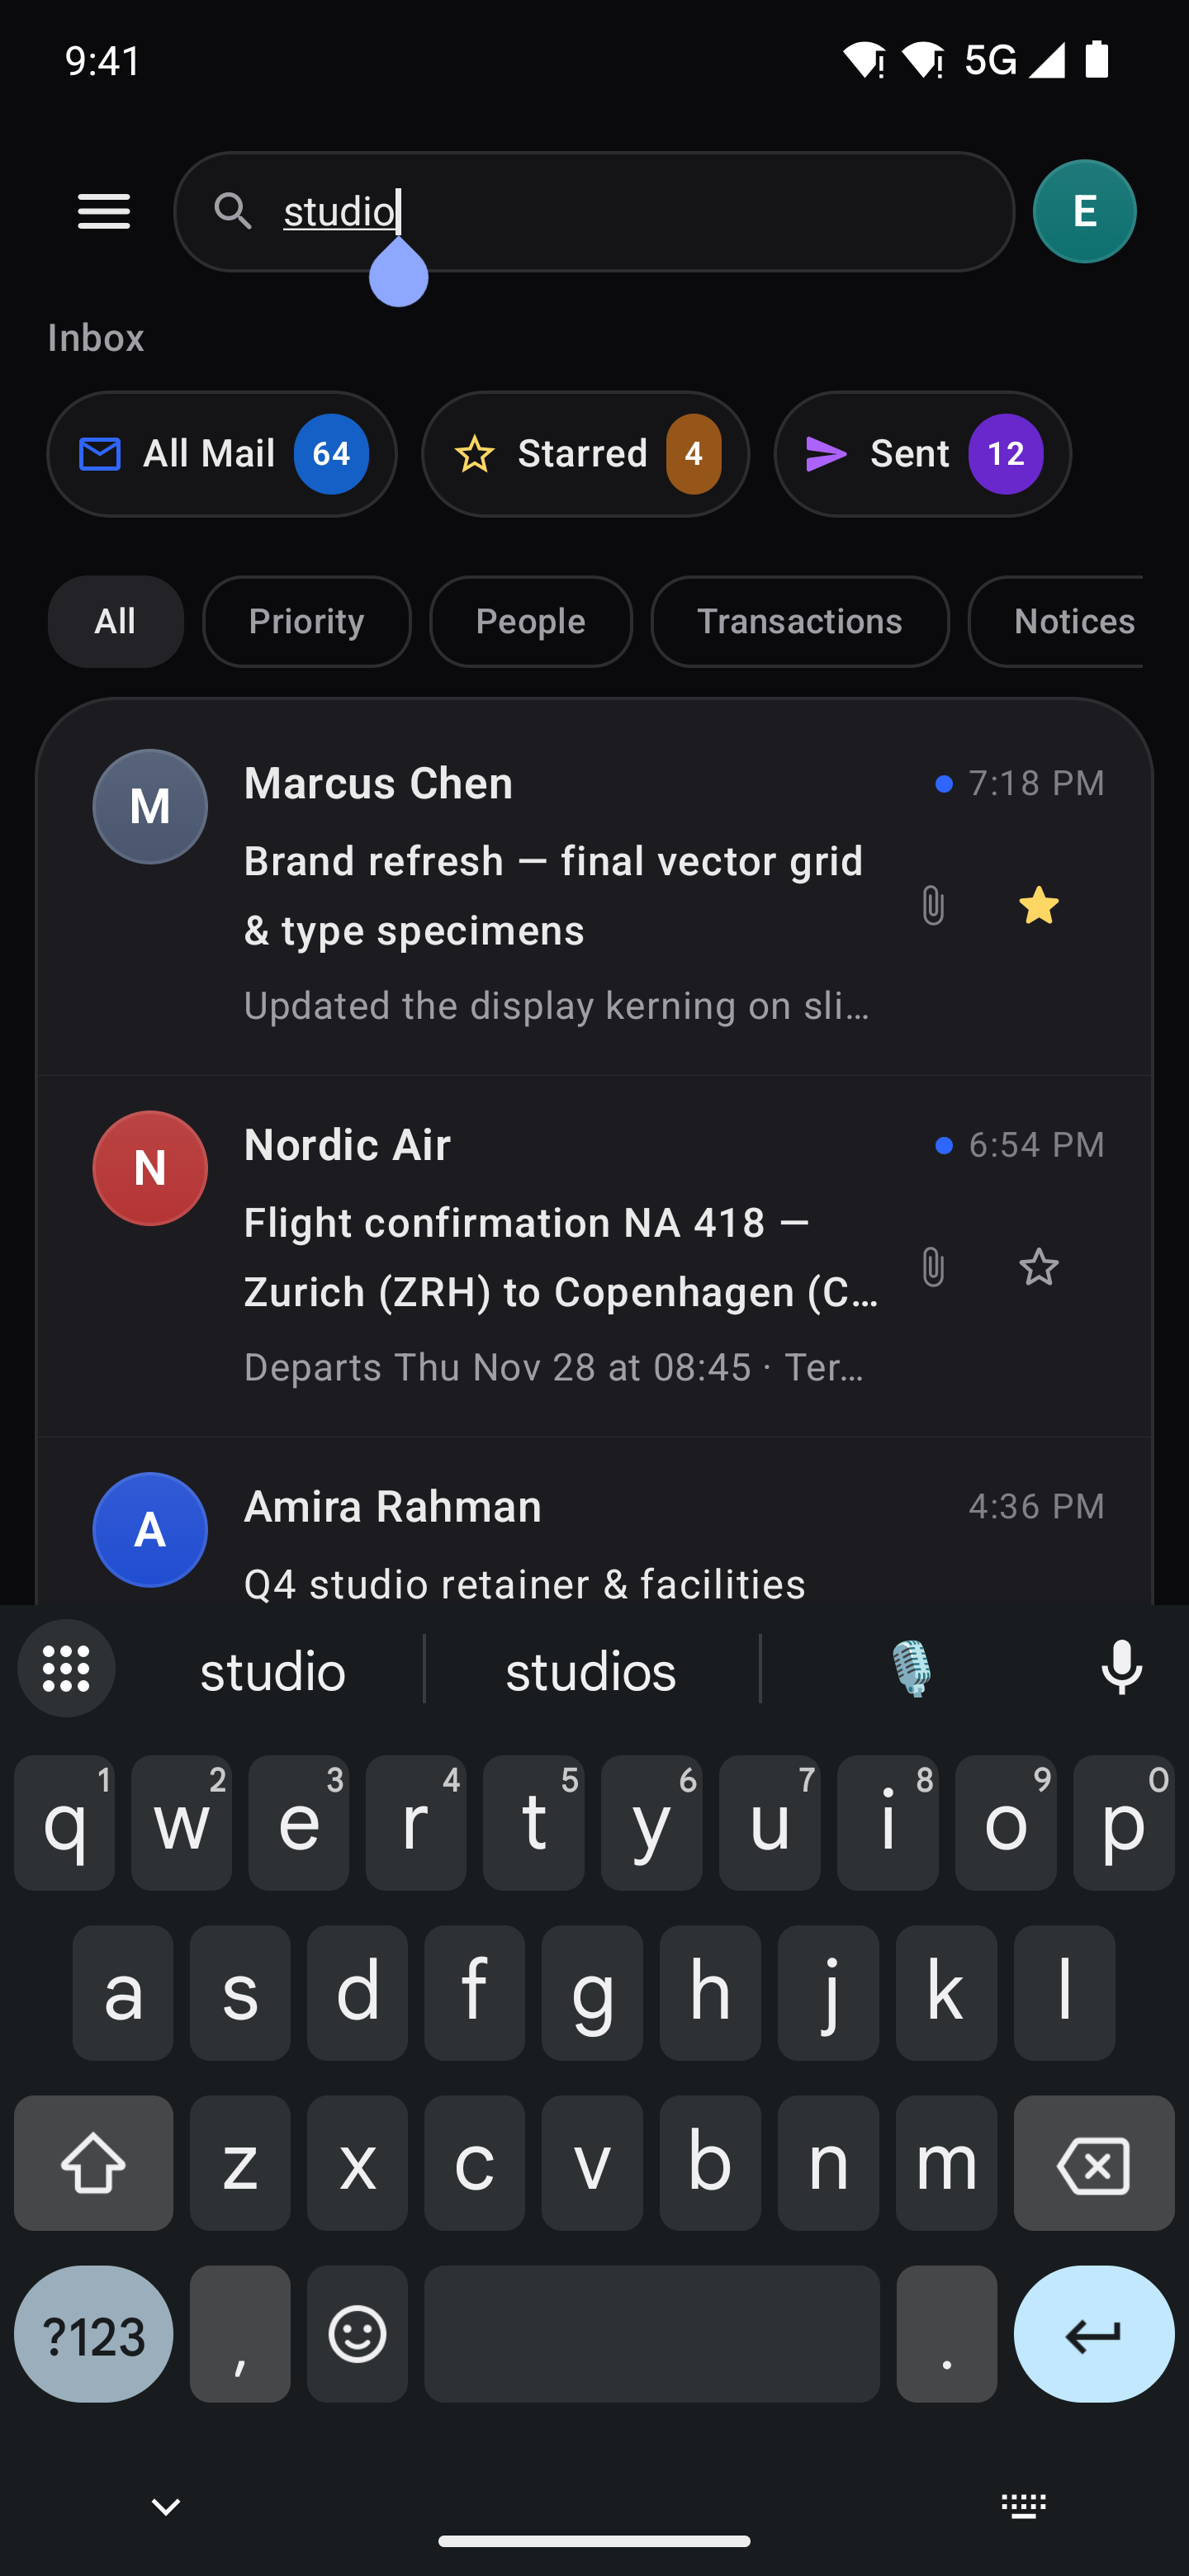 9:41
5G
studio
E
Inbox
All Mail 64
Starred 4
Sent 12
All
Priority
People
Transactions
Notices
M
Marcus Chen
7:18 PM
Brand refresh — final vector grid
& type specimens
Updated the display kerning on sli…
N
Nordic Air
6:54 PM
Flight confirmation NA 418 —
Zurich (ZRH) to Copenhagen (C…
Departs Thu Nov 28 at 08:45 · Ter…
A
Amira Rahman
4:36 PM
Q4 studio retainer & facilities
studio
studios
q 1 w 2 e 3 r 4 t 5 y 6 u 7 i 8 o 9 p 0
a s d f g h j k l
z x c v b n m
?123 , .